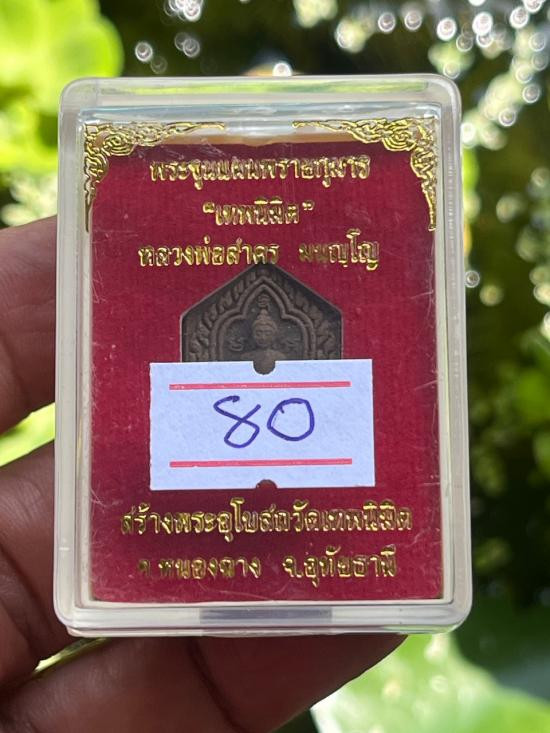 พระขุนแผนพรายกุมาร
"เทพนิมิต"
หลวงพ่อสาคร มนุญโญ
80
สร้างพระอุโบสถวัดเทพนิมิต
อ.หนองฉาง จ.อุทัยธานี